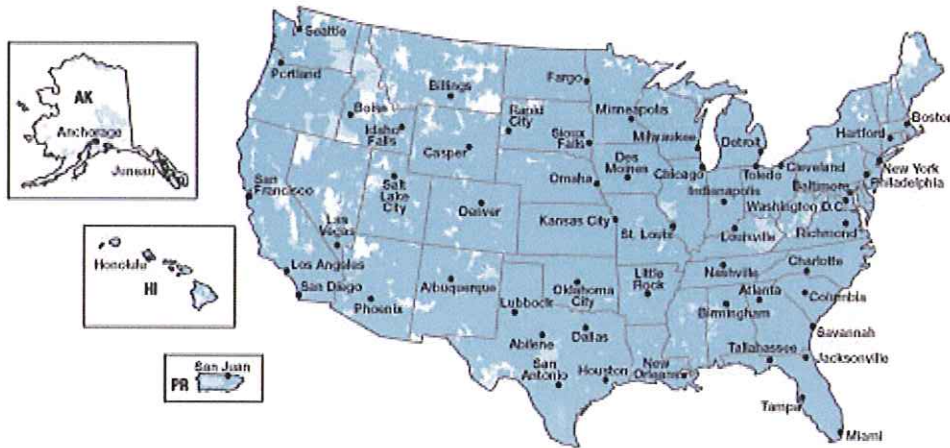 Seattle
Portland
Billings
Fargo
Boise
Idaho
Falls
Rapid
City
Minneapolis
Casper
Sioux
Falls
Milwaukee
Detroit
Hartford
Boston
AK
Anchorage
Juneau
San
Francisco
Salt
Lake
City
Denver
Omaha
Des
Moines
Chicago
Toledo
Cleveland
New York
Philadelphia
Indianapolis
Baltimore
Washington D.C.
Las
Vegas
Kansas City
St. Louis
Louisville
Richmond
Honolulu
HI
Los Angeles
San Diego
Phoenix
Albuquerque
Lubbock
Oklahoma
City
Little
Rock
Nashville
Charlotte
Atlanta
Birmingham
Columbia
Savannah
Abilene
Dallas
San
Antonio
Houston
New
Orleans
Tallahassee
Jacksonville
Tampa
Miami
San Juan
PR